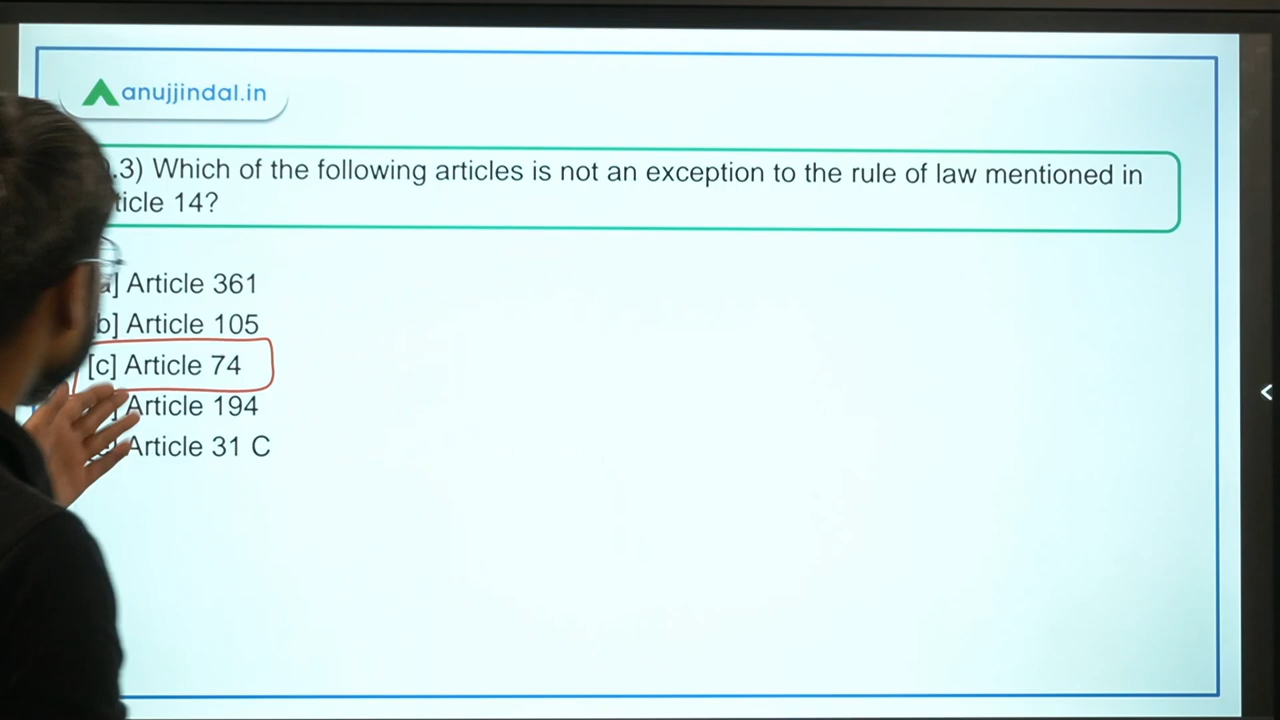 anujjindal.in
.3) Which of the following articles is not an exception to the rule of law mentioned in
ticle 14?
a] Article 361
b] Article 105
[c] Article 74
] Article 194
Article 31 C